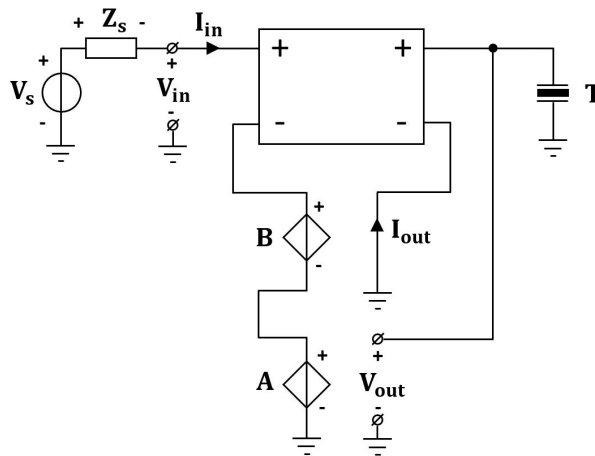 + Zs - Iin
+ Vs -
+ Vin -
+ +
- -
T
+ B -
Iout
+ A -
+ Vout -